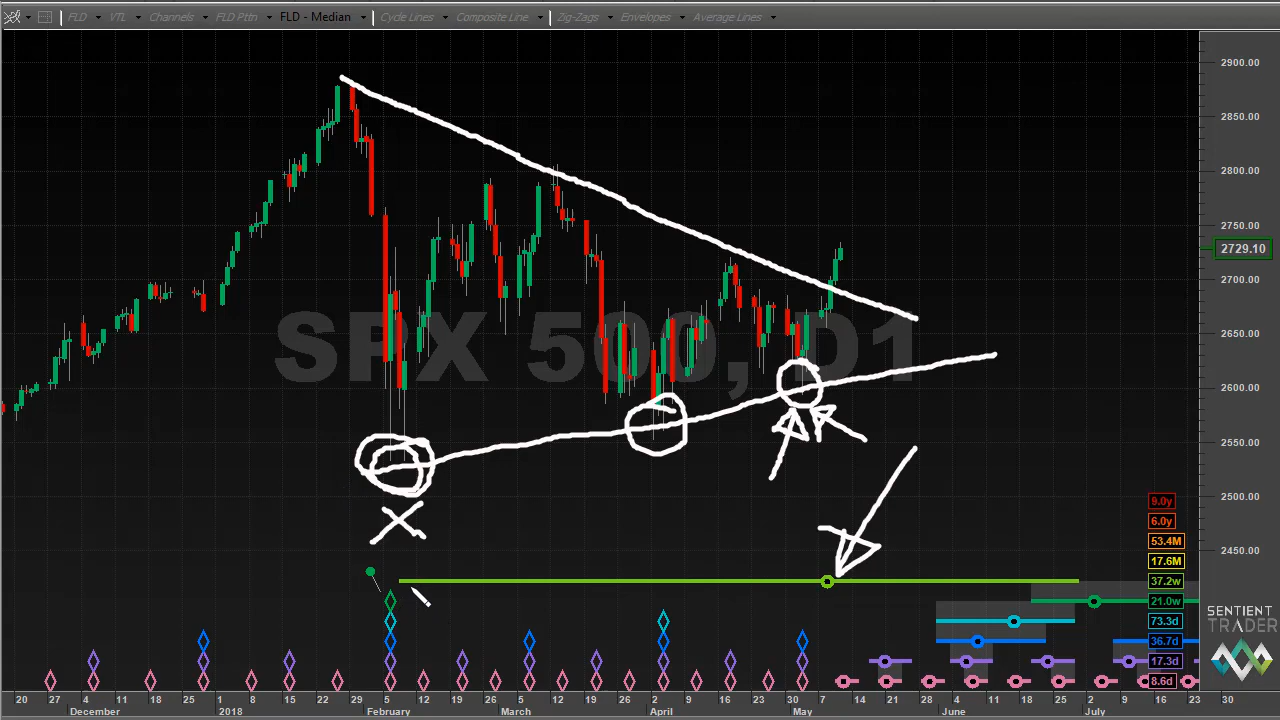 FLD VTL Channels FLD Pttn FLD - Median Cycle Lines Composite Line Zig-Zags Envelopes Average Lines
2900.00
2850.00
2800.00
2750.00
2729.10
2700.00
2650.00
SPX 500, D1
2600.00
2550.00
2500.00
9.0y
6.0y
53.4M
2450.00
17.6M
37.2w
21.0w
SENTIENT
TRADER
73.3d
36.7d
17.3d
8.6d
20 27 4 11 18 25 1 8 15 22 29 5 12 19 26 5 12 19 26 2 9 16 23 30 7 14 21 28 4 11 18 25 2 9 16 23 30
December 2018 February March April May June July